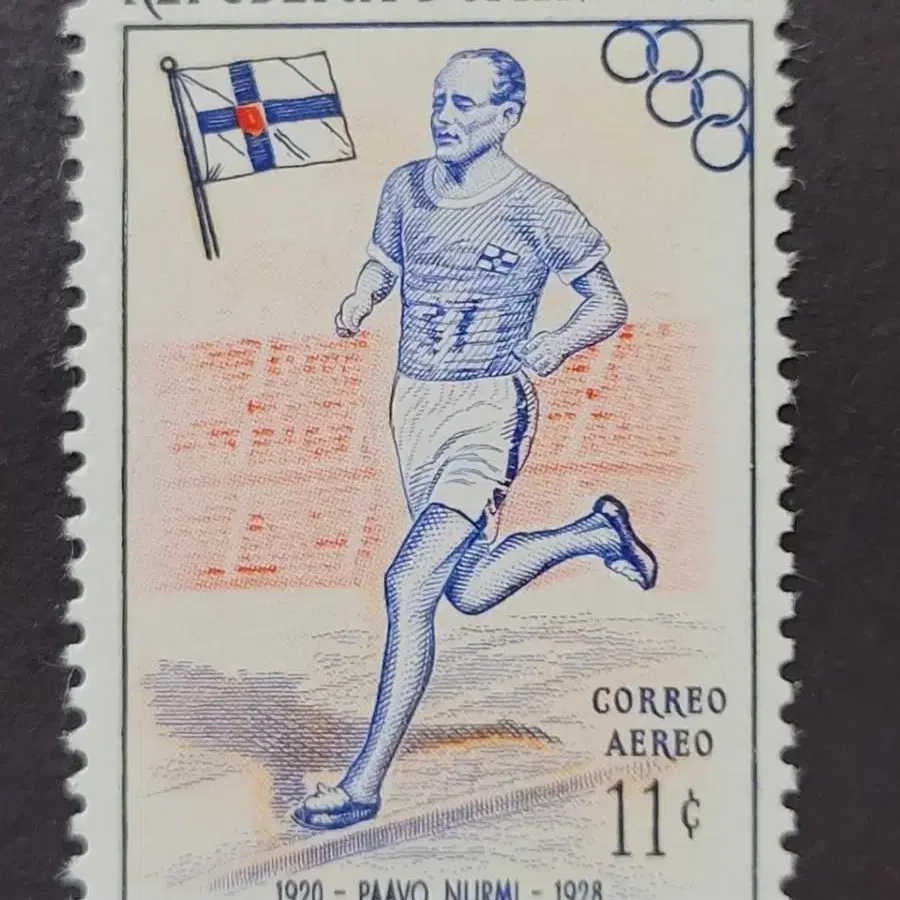 CORREO
AEREO
11¢
1920 - PAAVO NURMI - 1928